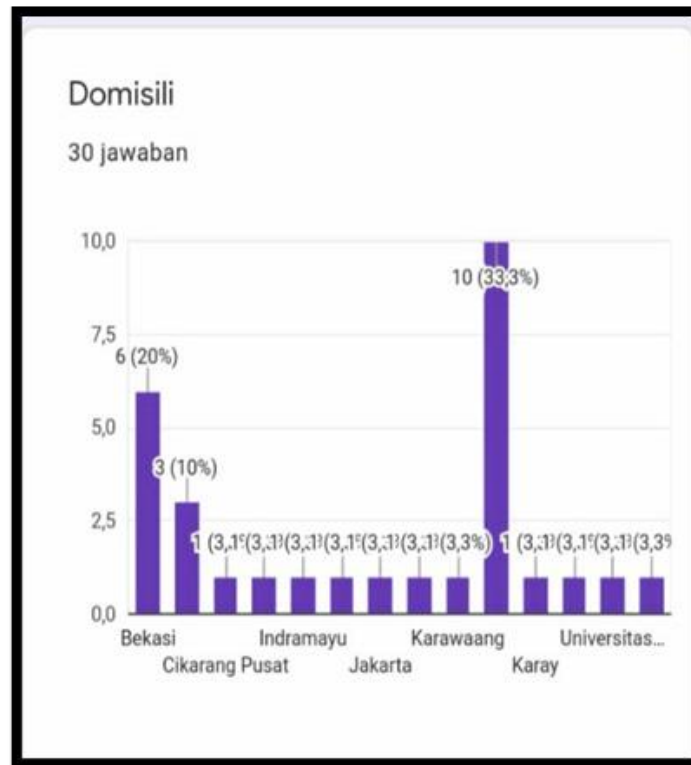 Domisili
30 jawaban
10,0
7,5
5,0
2,5
0,0
6 (20%)
3 (10%)
1 (3,3%)
10 (33,3%)
Bekasi
Indramayu
Karawaang
Universitas...
Cikarang Pusat
Jakarta
Karay